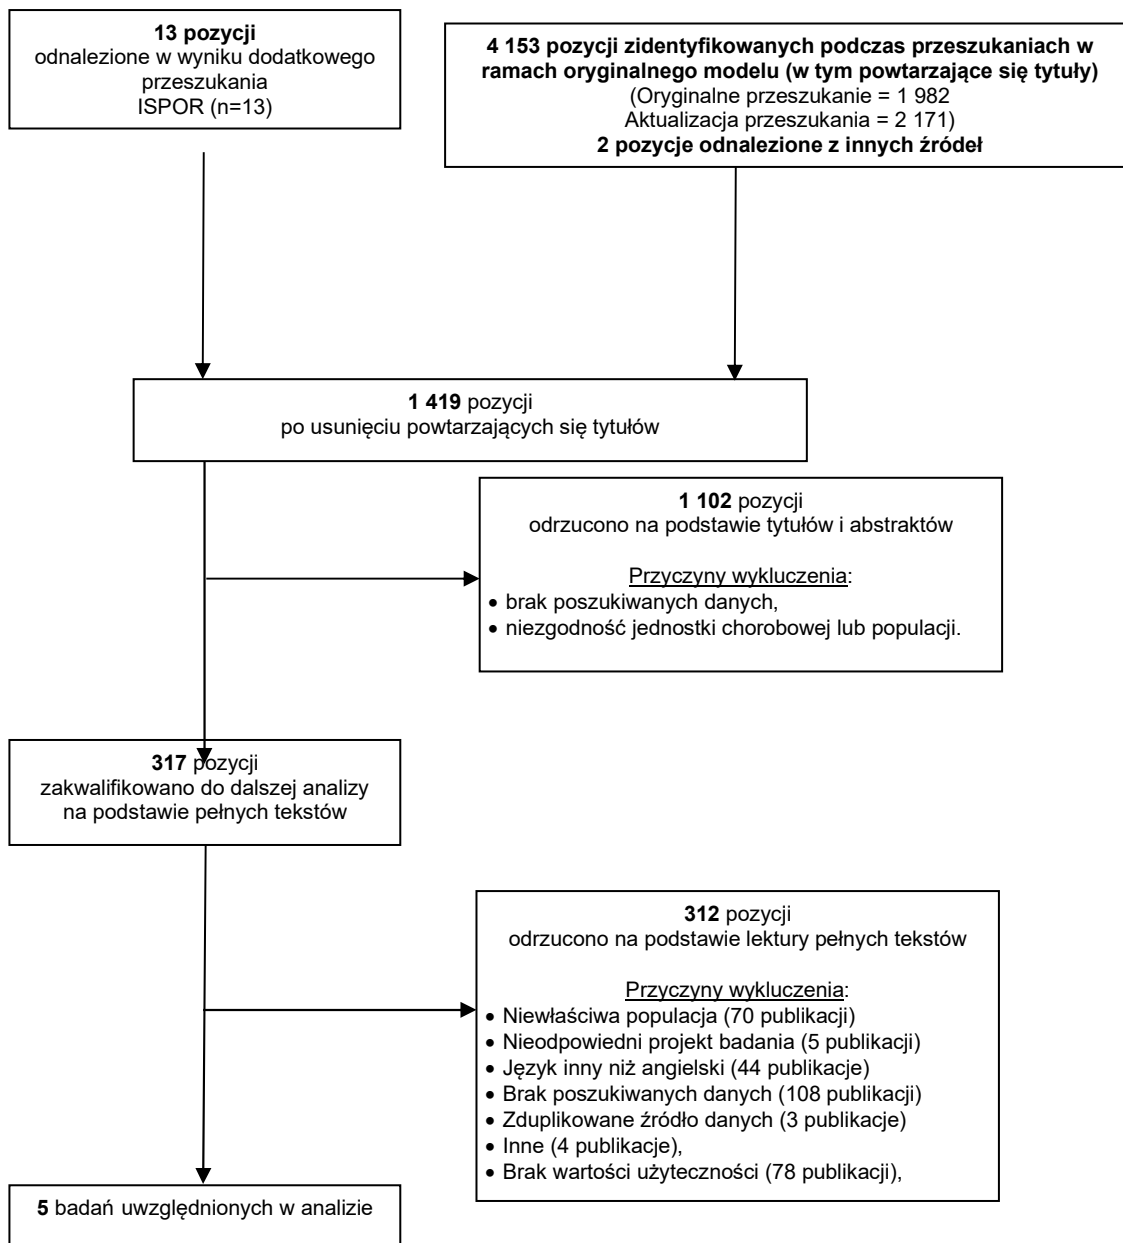 13 pozycji
odnalezione w wyniku dodatkowego
przeszukania
ISPOR (n=13)
4 153 pozycji zidentyfikowanych podczas przeszukaniach w
ramach oryginalnego modelu (w tym powtarzające się tytuły)
(Oryginalne przeszukanie = 1 982
Aktualizacja przeszukania = 2 171)
2 pozycje odnalezione z innych źródeł
1 419 pozycji
po usunięciu powtarzających się tytułów
1 102 pozycji
odrzucono na podstawie tytułów i abstraktów
Przyczyny wykluczenia:
• brak poszukiwanych danych,
• niezgodność jednostki chorobowej lub populacji.
317 pozycji
zakwalifikowano do dalszej analizy
na podstawie pełnych tekstów
312 pozycji
odrzucono na podstawie lektury pełnych tekstów
Przyczyny wykluczenia:
• Niewłaściwa populacja (70 publikacji)
• Nieodpowiedni projekt badania (5 publikacji)
• Język inny niż angielski (44 publikacje)
• Brak poszukiwanych danych (108 publikacji)
• Zduplikowane źródło danych (3 publikacje)
• Inne (4 publikacje),
• Brak wartości użyteczności (78 publikacji),
5 badań uwzględnionych w analizie